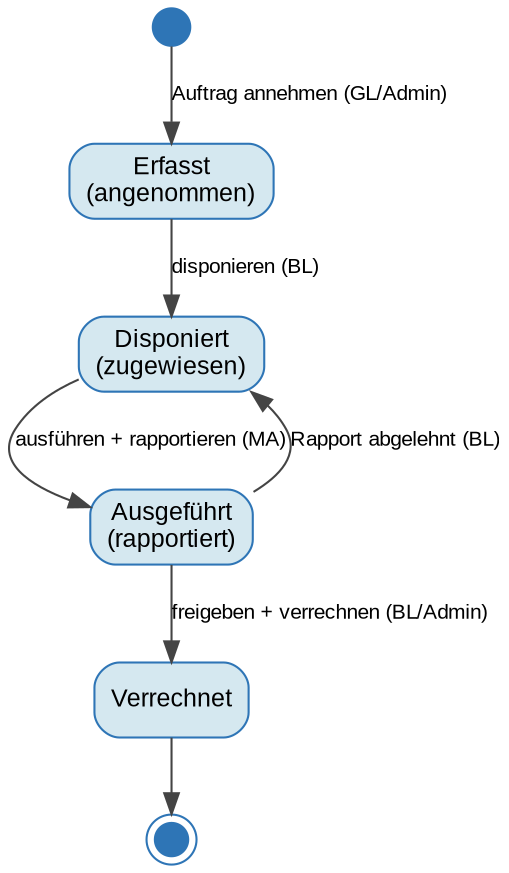 Auftrag annehmen (GL/Admin)
Erfasst
(angenommen)
disponieren (BL)
Disponiert
(zugewiesen)
ausführen + rapportieren (MA)
Rapport abgelehnt (BL)
Ausgeführt
(rapportiert)
freigeben + verrechnen (BL/Admin)
Verrechnet